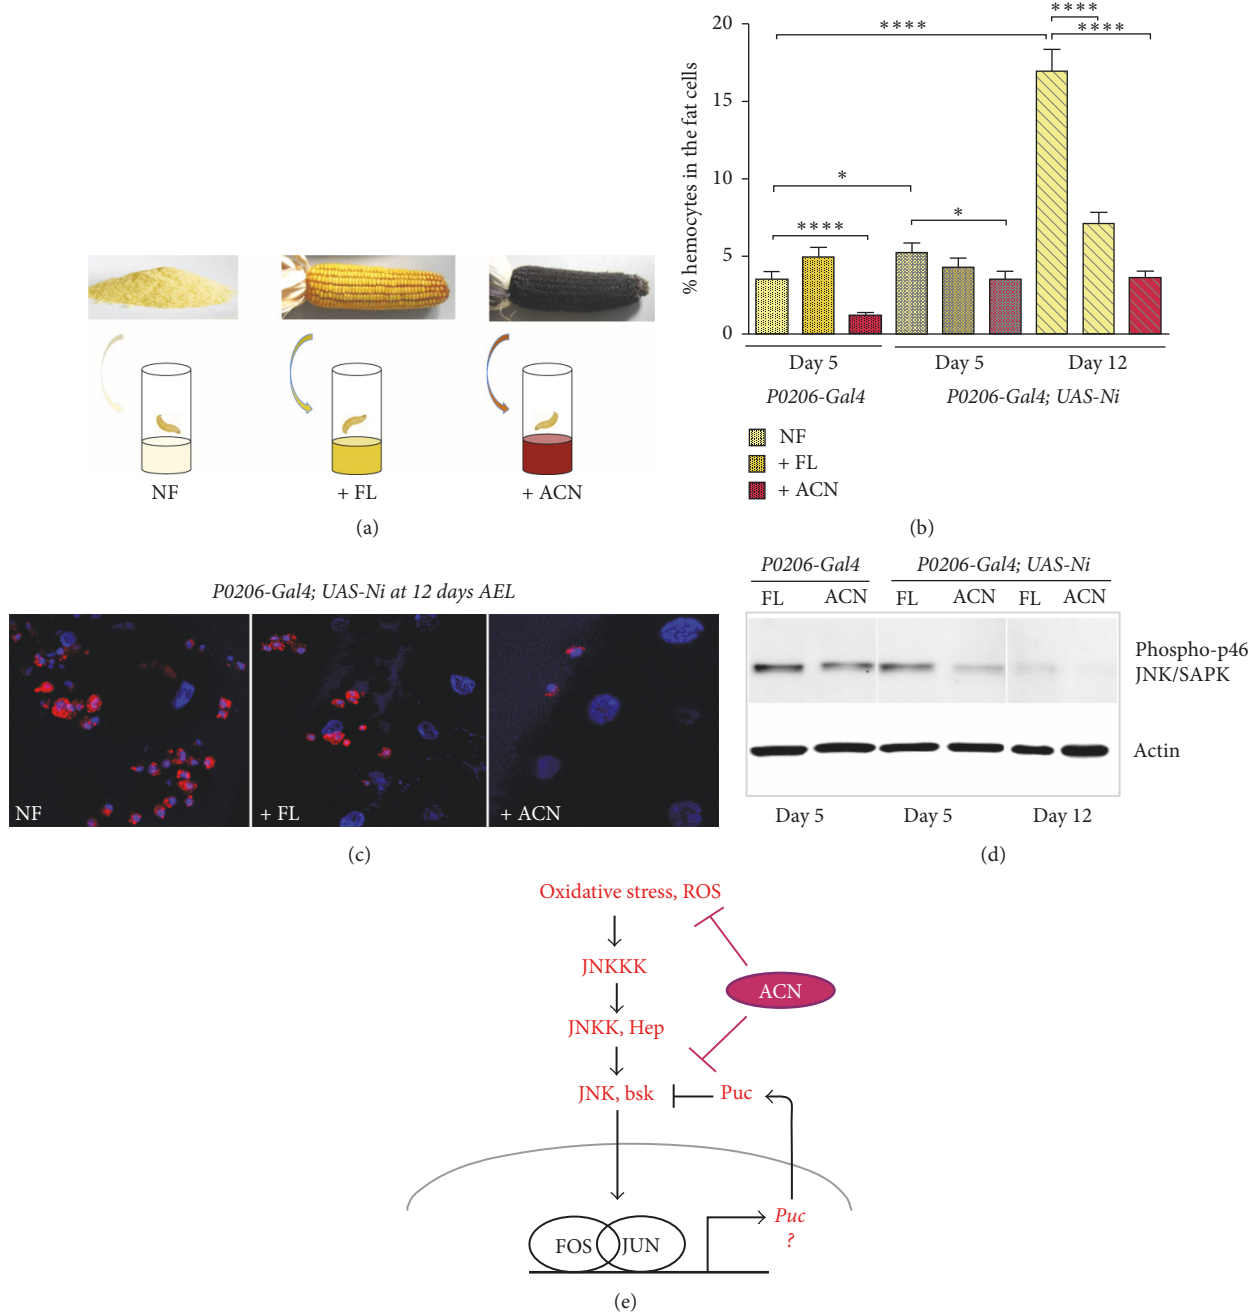 NF
+ FL
+ ACN
(a)
% hemocytes in the fat cells
20
15
10
5
0
****
****
****
*
****
*
Day 5
Day 5
Day 12
P0206-Gal4
P0206-Gal4; UAS-Ni
NF
+ FL
+ ACN
(b)
P0206-Gal4; UAS-Ni at 12 days AEL
NF
+ FL
+ ACN
(c)
P0206-Gal4
P0206-Gal4; UAS-Ni
FL ACN FL ACN FL ACN
Phospho-p46
JNK/SAPK
Actin
Day 5
Day 5
Day 12
(d)
Oxidative stress, ROS
JNKKK
ACN
JNKK, Hep
JNK, bsk
Puc
Puc
?
FOS JUN
(e)